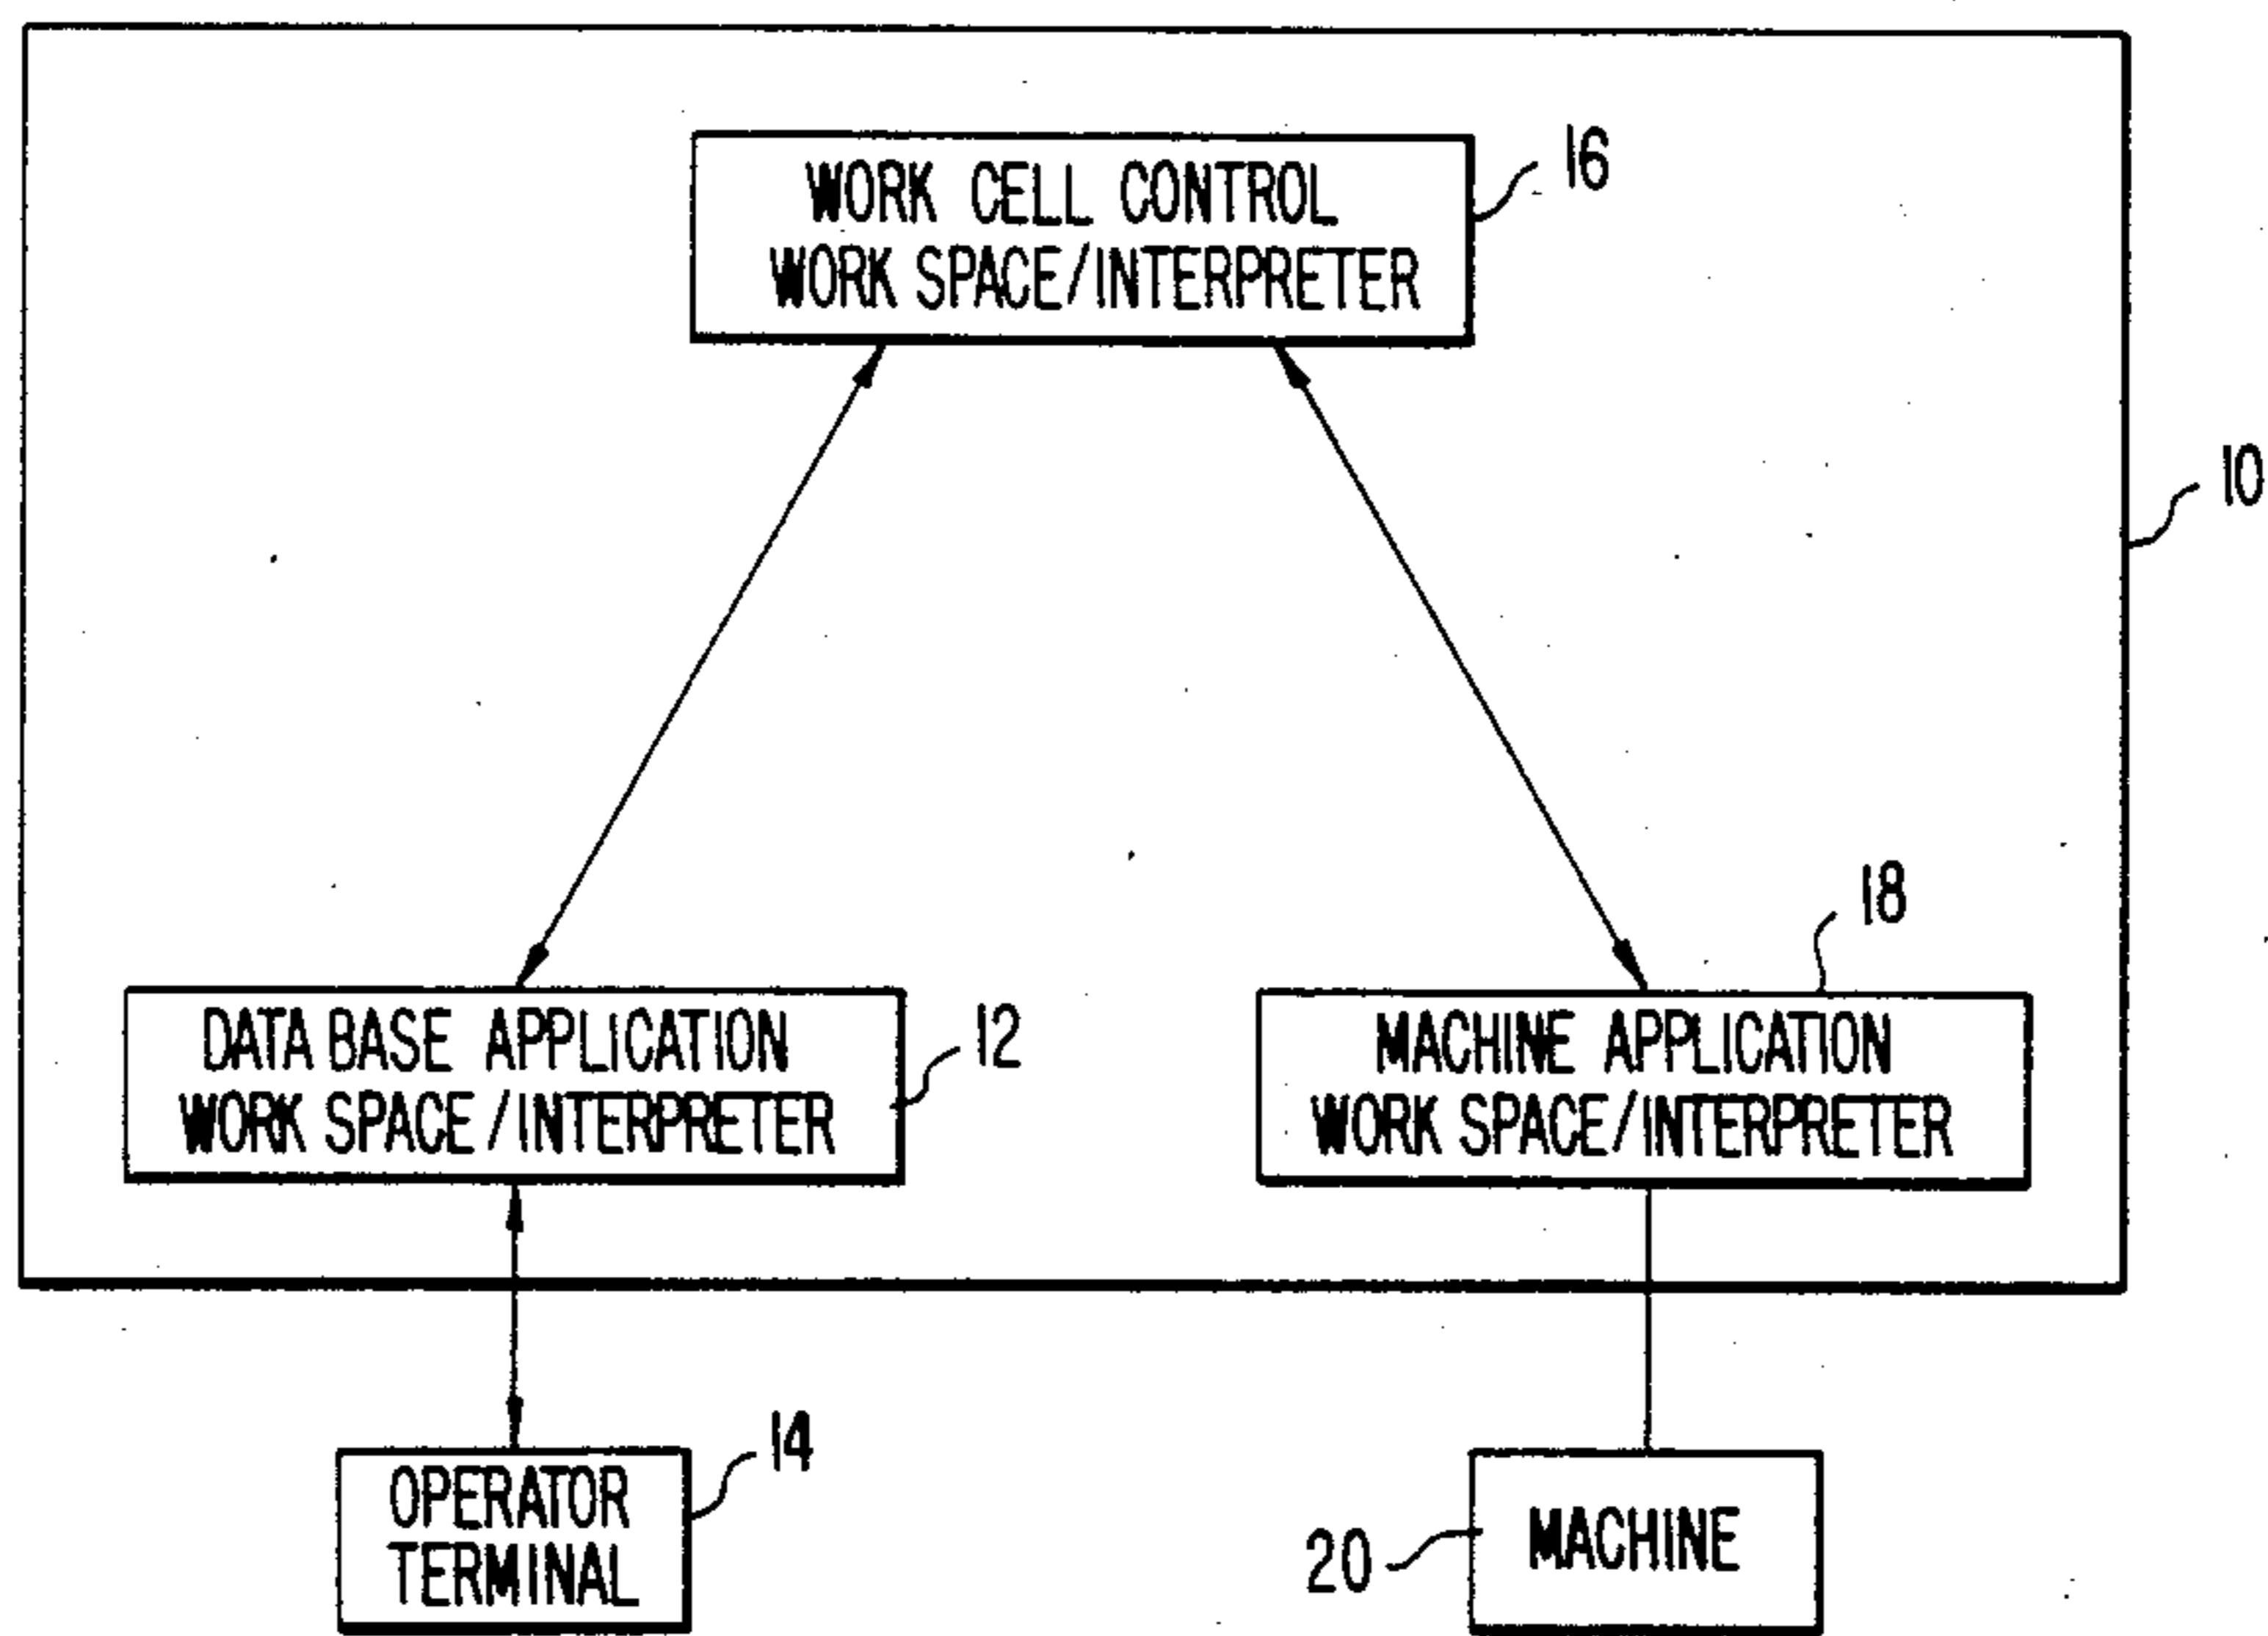 16
WORK CELL CONTROL
WORK SPACE/INTERPRETER
10
18
DATA BASE APPLICATION
WORK SPACE/INTERPRETER
12
MACHINE APPLICATION
WORK SPACE/INTERPRETER
14
OPERATOR
TERMINAL
20
MACHINE